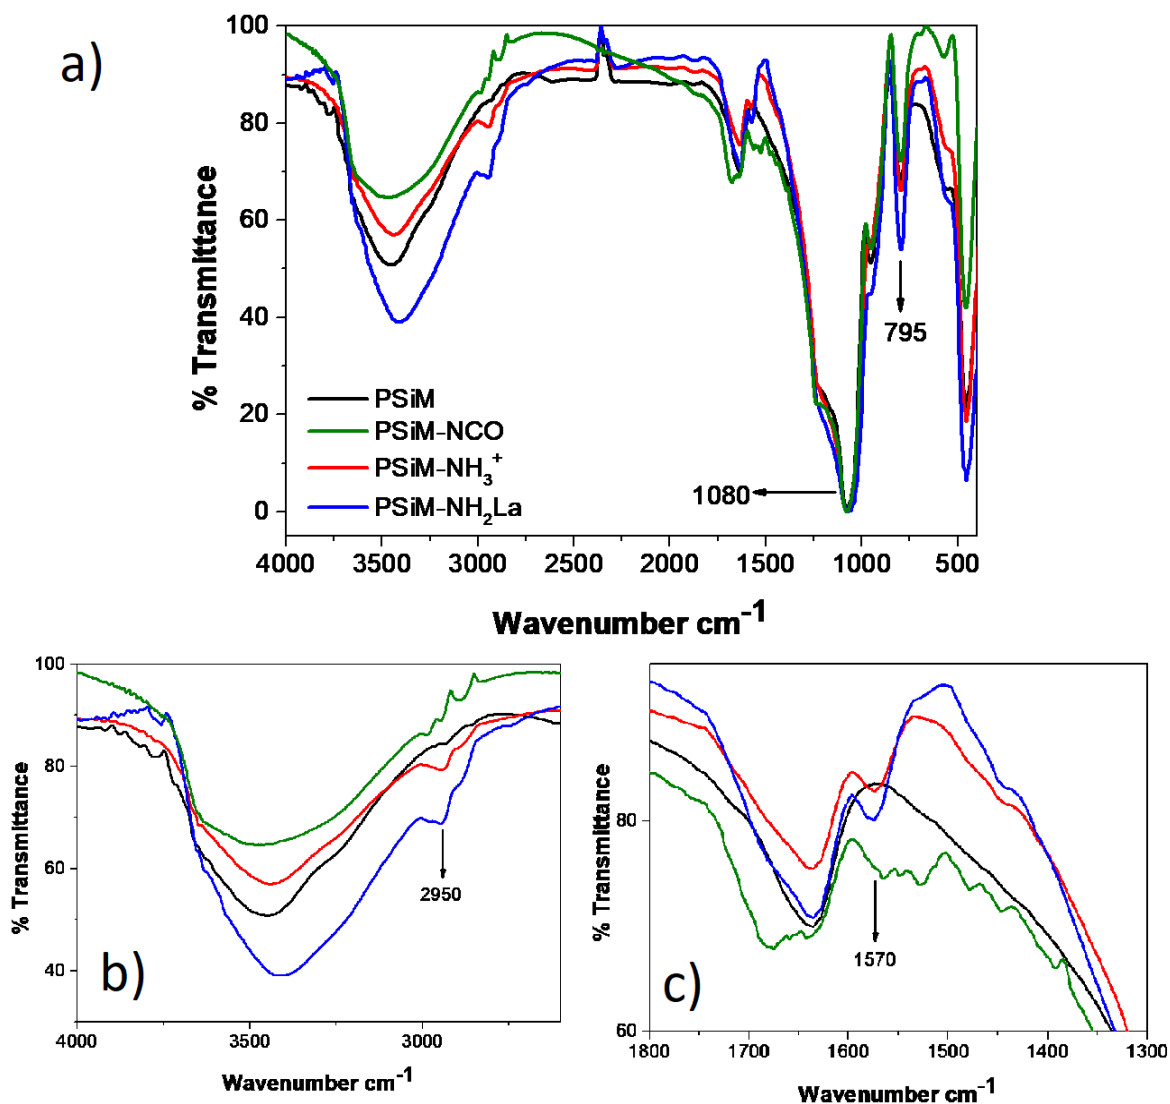 a)
100
80
60
40
20
0
% Transmittance
PSiM
PSiM-NCO
PSiM-NH₃⁺
PSiM-NH₂La
795
1080
4000 3500 3000 2500 2000 1500 1000 500
Wavenumber cm⁻¹
100
80
60
40
% Transmittance
2950
b)
4000 3500 3000
Wavenumber cm⁻¹
80
60
% Transmittance
1570
c)
1800 1700 1600 1500 1400 1300
Wavenumber cm⁻¹